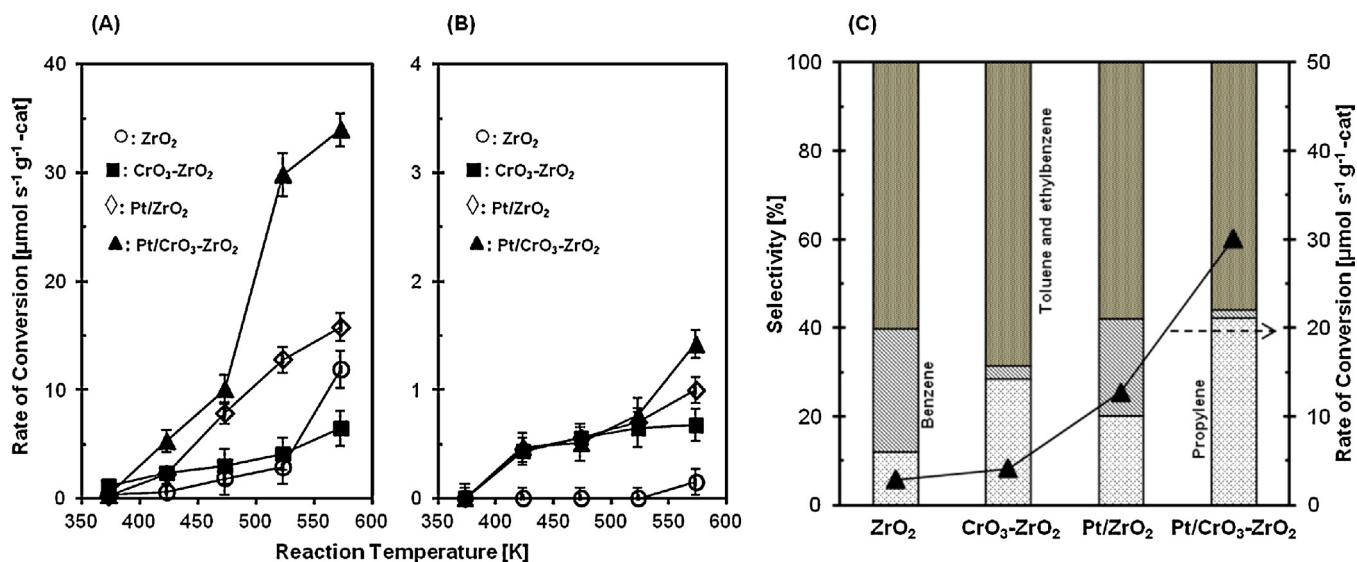 (A)
(B)
(C)
Rate of Conversion [µmol s⁻¹ g⁻¹ -cat]
40
30
20
10
0
○: ZrO₂
■: CrO₃-ZrO₂
◇: Pt/ZrO₂
▲: Pt/CrO₃-ZrO₂
350 400 450 500 550 600
4
3
2
1
0
○: ZrO₂
■: CrO₃-ZrO₂
◇: Pt/ZrO₂
▲: Pt/CrO₃-ZrO₂
350 400 450 500 550 600
Reaction Temperature [K]
Selectivity [%]
100
80
60
40
20
0
Benzene
Toluene and ethylbenzene
Propylene
50
40
30
20
10
0
Rate of Conversion [µmol s⁻¹ g⁻¹ -cat]
ZrO₂ CrO₃-ZrO₂ Pt/ZrO₂ Pt/CrO₃-ZrO₂